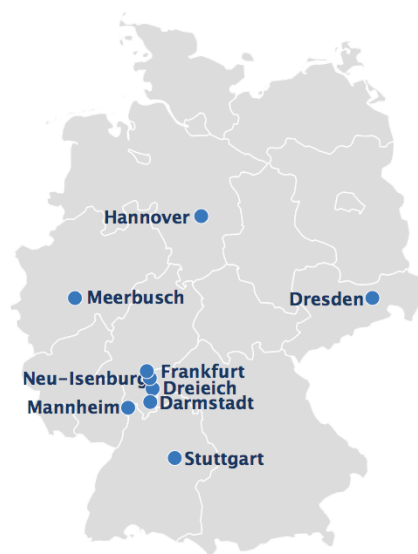 Hannover
Meerbusch
Dresden
Frankfurt
Neu-Isenburg
Dreieich
Darmstadt
Mannheim
Stuttgart